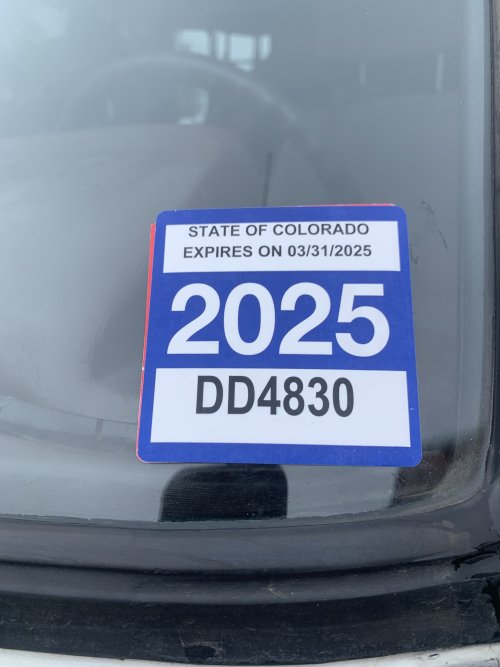 STATE OF COLORADO
EXPIRES ON 03/31/2025
2025
DD4830